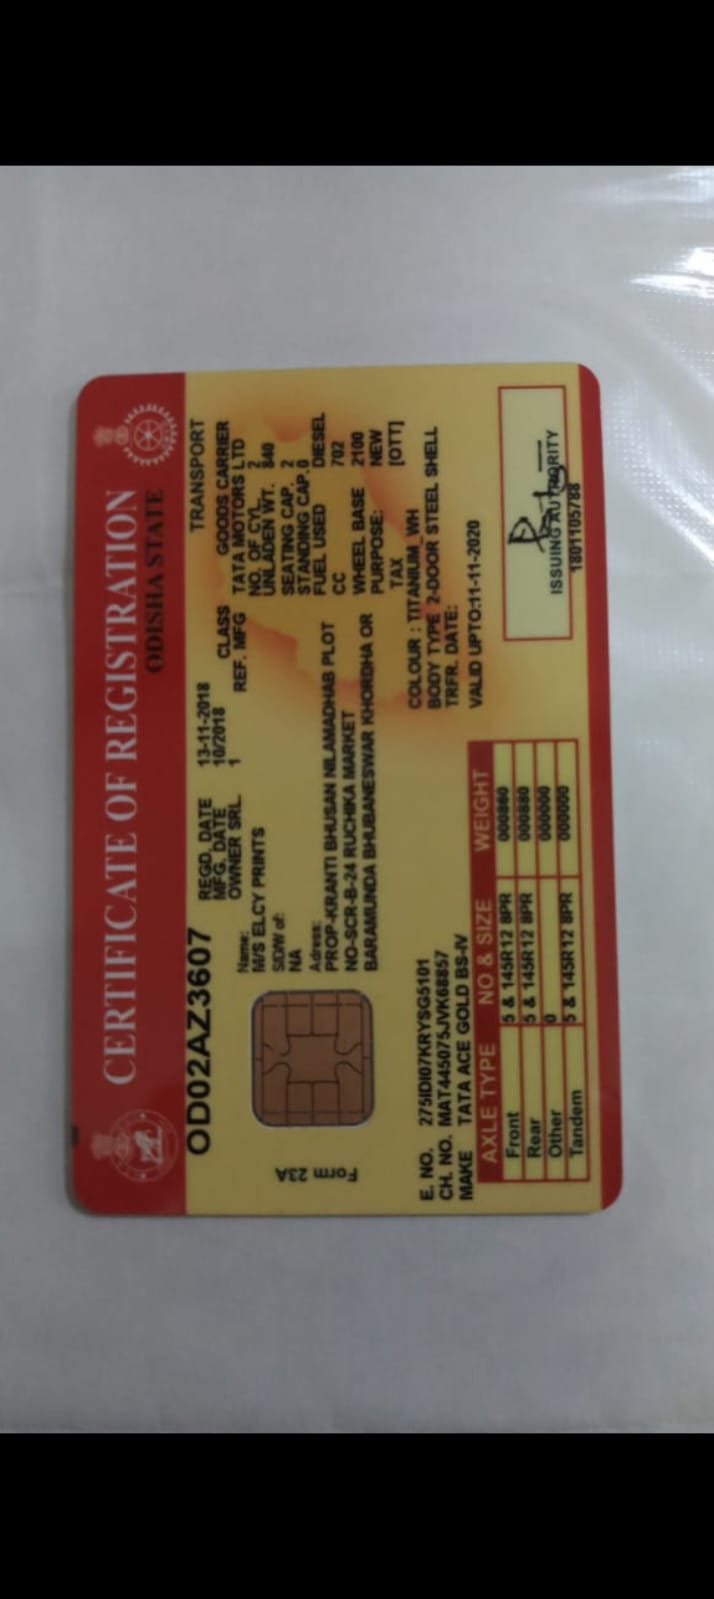 CERTIFICATE OF REGISTRATION
ODISHA STATE
OD02AZ3607
TRANSPORT
REGD. DATE 13-11-2018
MFG. DATE 10/2018
OWNER SRL. 1
CLASS GOODS CARRIER
REF. MFG TATA MOTORS LTD
NO. OF CYL 2
UNLADEN WT. 840
SEATING CAP. 2
STANDING CAP. 0
FUEL USED DIESEL
CC 702
WHEEL BASE 2100
PURPOSE: NEW
TAX [OTT]
Name:
M/S ELCY PRINTS
S/D/W of:
NA
Adress:
PROP-KRANTI BHUSAN NILAMADHAB PLOT
NO-SCR-B-24 RUCHIKA MARKET
BARAMUNDA BHUBANESWAR KHORDHA OR
Form 23A
E. NO. 275IDI07KRYSG5101
CH. NO. MAT445075JVK68857
MAKE TATA ACE GOLD BS-IV
COLOUR : TITANIUM_WH
BODY TYPE 2-DOOR STEEL SHELL
TRFR. DATE:
VALID UPTO:11-11-2020
AXLE TYPE NO & SIZE WEIGHT
Front 5 & 145R12 8PR 000860
Rear 5 & 145R12 8PR 000880
Other 0 000000
Tandem 5 & 145R12 8PR 000000
ISSUING AUTHORITY
1801105788